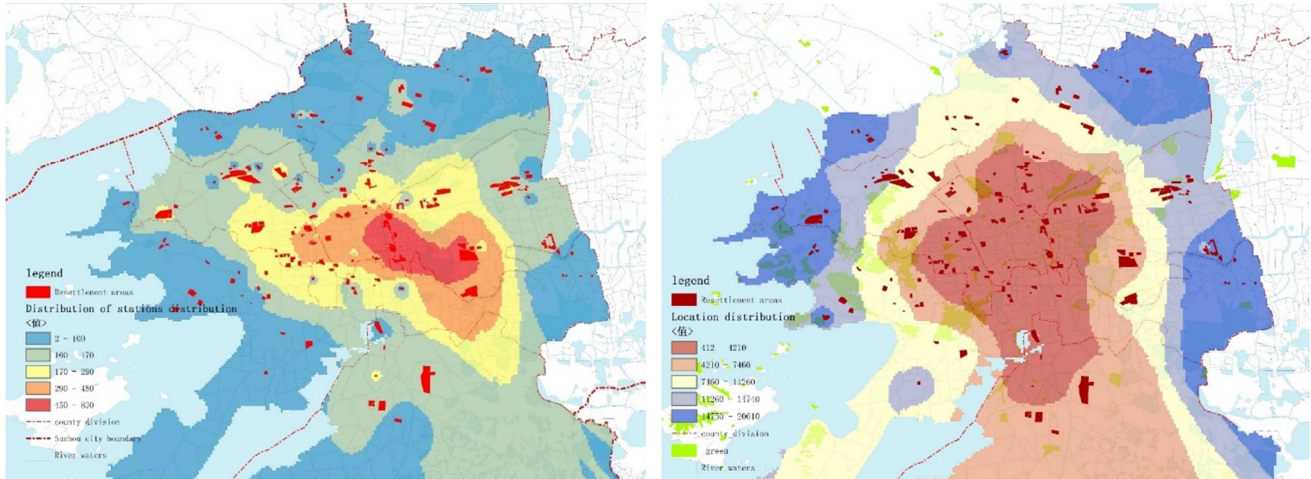 legend
Resettlement areas
Distribution of stations distribution
<値>
2 - 100
100 - 170
170 - 290
290 - 450
450 - 830
county division
Suzhou city boundary
River waters
legend
Resettlement areas
Location distribution
<值>
412 - 4210
4210 - 7460
7460 - 11260
11260 - 14740
14750 - 20610
county division
green
River waters